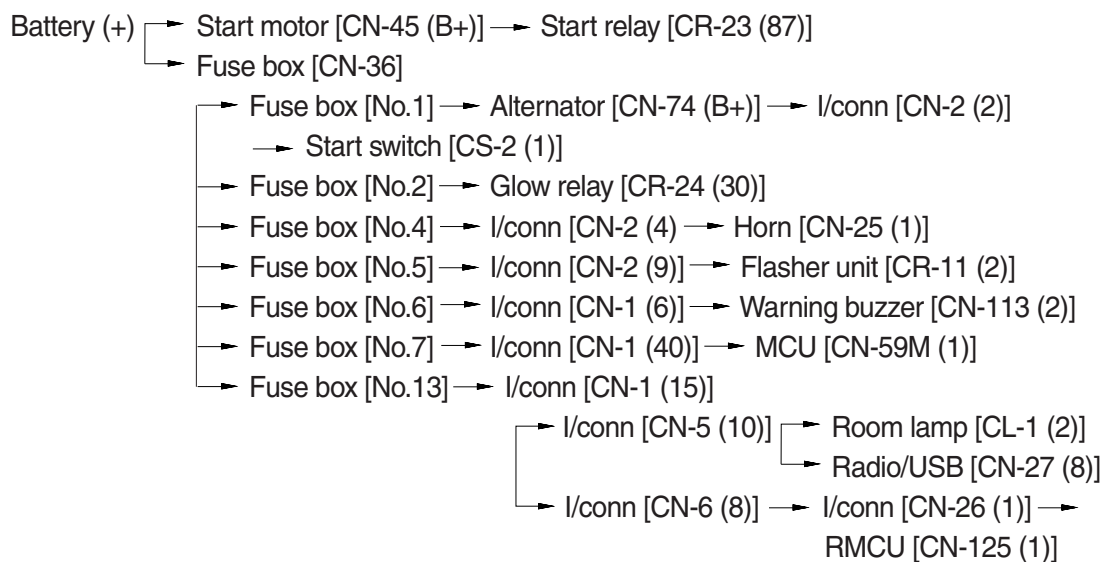 Battery (+) Start motor [CN-45 (B+)] Start relay [CR-23 (87)]
Fuse box [CN-36]
Fuse box [No.1] Alternator [CN-74 (B+)] I/conn [CN-2 (2)]
Start switch [CS-2 (1)]
Fuse box [No.2] Glow relay [CR-24 (30)]
Fuse box [No.4] I/conn [CN-2 (4) Horn [CN-25 (1)]
Fuse box [No.5] I/conn [CN-2 (9)] Flasher unit [CR-11 (2)]
Fuse box [No.6] I/conn [CN-1 (6)] Warning buzzer [CN-113 (2)]
Fuse box [No.7] I/conn [CN-1 (40)] MCU [CN-59M (1)]
Fuse box [No.13] I/conn [CN-1 (15)]
I/conn [CN-5 (10)] Room lamp [CL-1 (2)]
Radio/USB [CN-27 (8)]
I/conn [CN-6 (8)] I/conn [CN-26 (1)]
RMCU [CN-125 (1)]